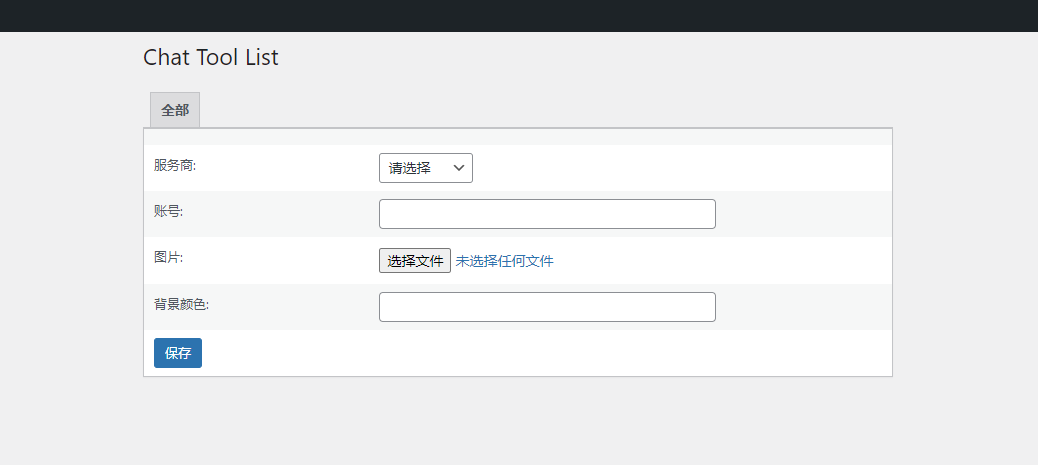 Chat Tool List
全部
服务商:
请选择
账号:
图片:
选择文件 未选择任何文件
背景颜色:
保存